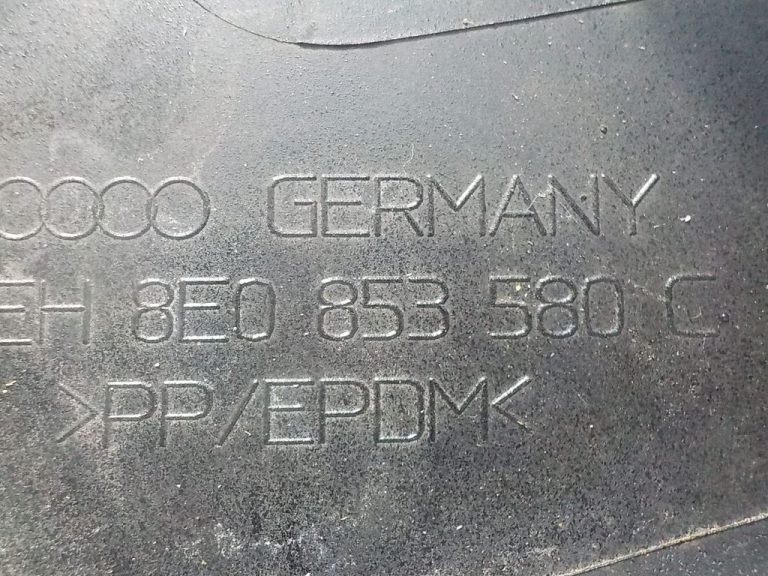 GERMANY
EH 8E0 853 580 C
>PP/EPDM<